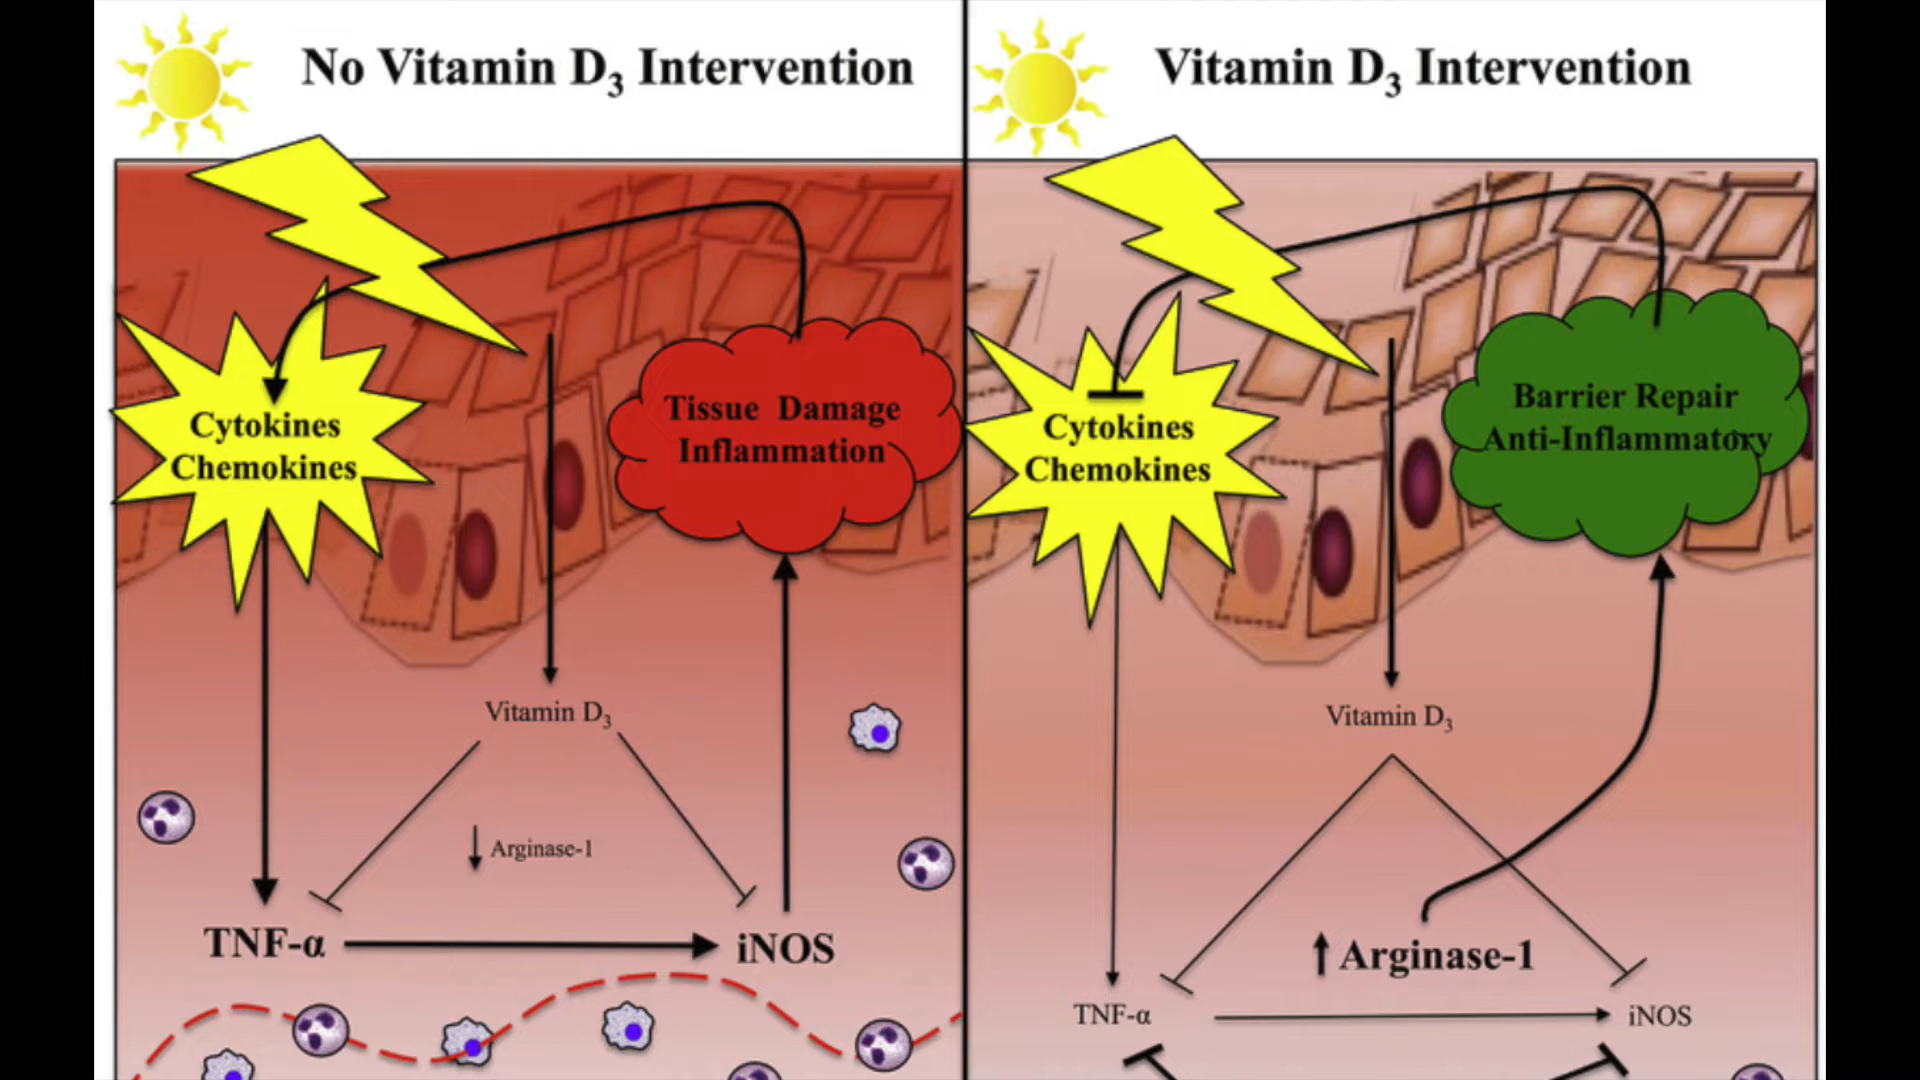 No Vitamin D₃ Intervention
Cytokines
Chemokines
Tissue Damage
Inflammation
Vitamin D₃
↓ Arginase-1
TNF-α
iNOS
Vitamin D₃ Intervention
Cytokines
Chemokines
Barrier Repair
Anti-Inflammatory
Vitamin D₃
↑ Arginase-1
TNF-α
iNOS